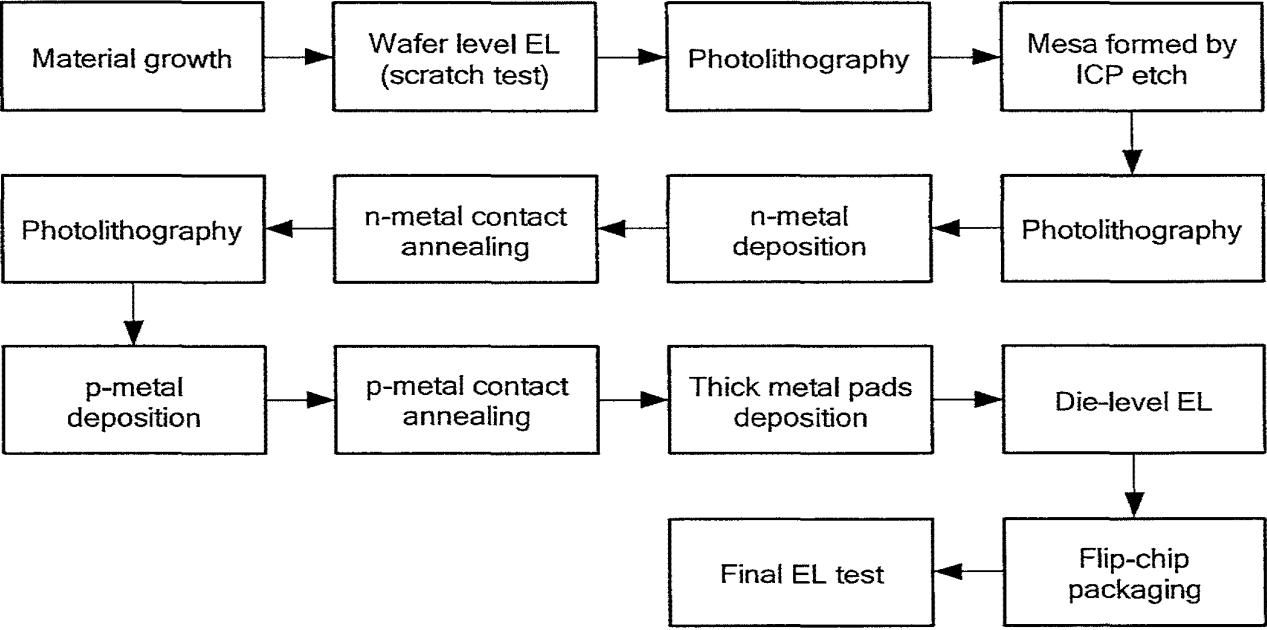 Material growth
Wafer level EL
(scratch test)
Photolithography
Mesa formed by
ICP etch
Photolithography
n-metal
deposition
n-metal contact
annealing
Photolithography
p-metal
deposition
p-metal contact
annealing
Thick metal pads
deposition
Die-level EL
Flip-chip
packaging
Final EL test